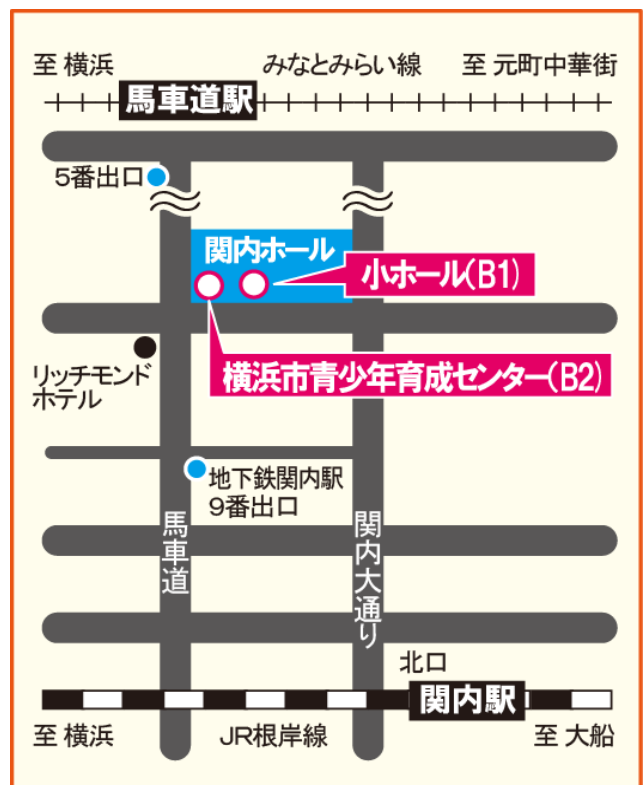 至 横浜
みなとみらい線
至 元町中華街
馬車道駅
5番出口
関内ホール
小ホール(B1)
リッチモンド
ホテル
横浜市青少年育成センター(B2)
地下鉄関内駅
9番出口
馬車道
関内大通り
北口
関内駅
至 横浜
JR根岸線
至 大船